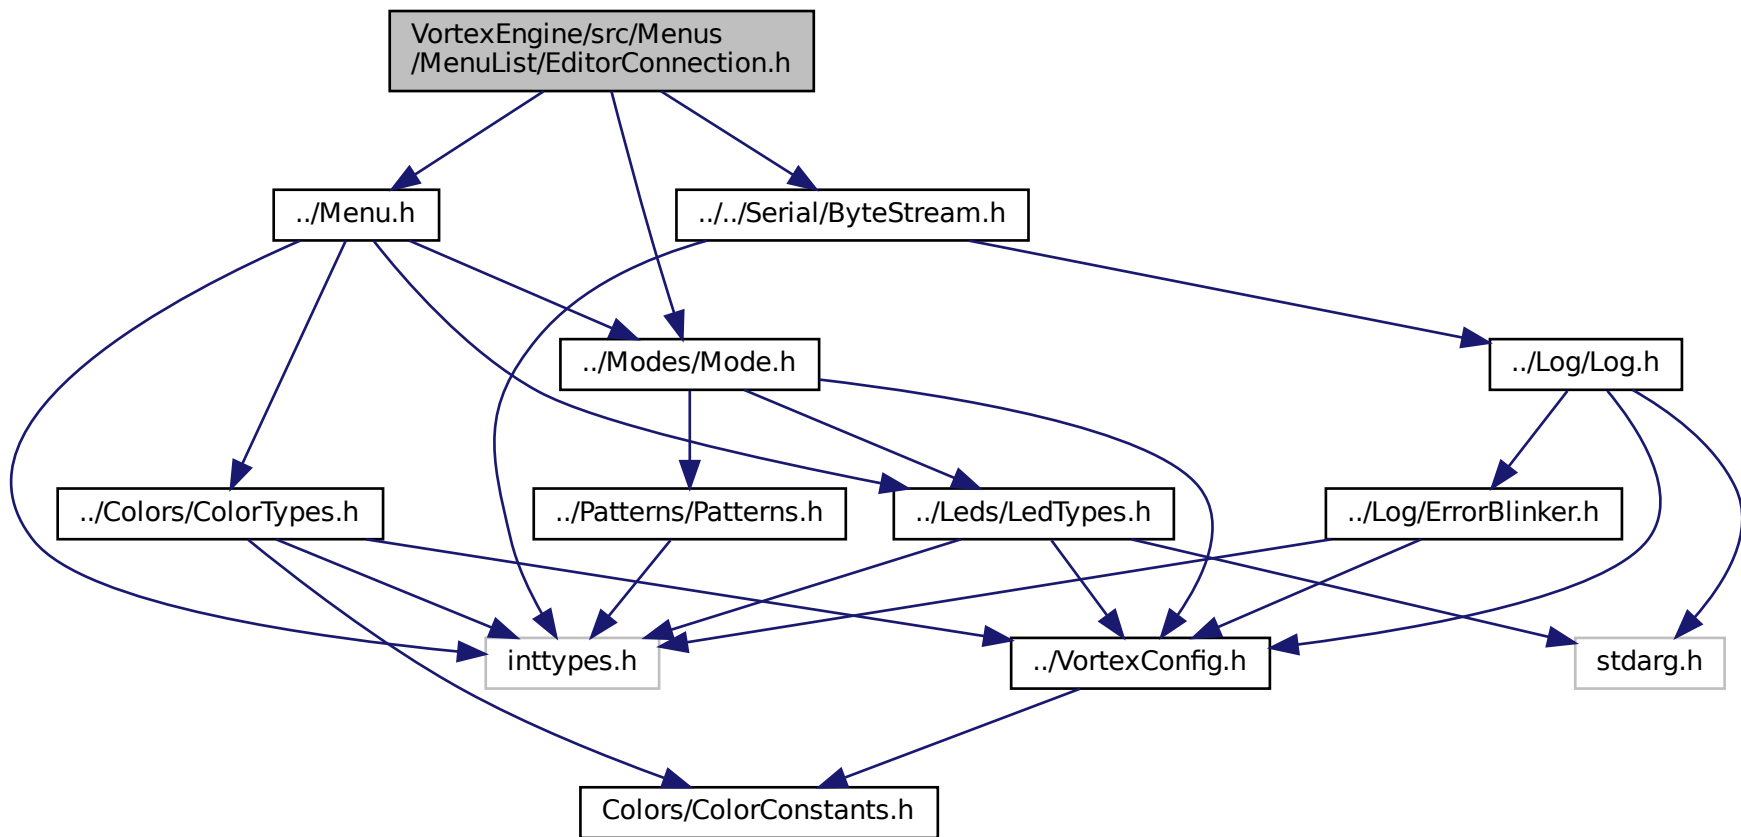 VortexEngine/src/Menus
/MenuList/EditorConnection.h
../Menu.h
../../Serial/ByteStream.h
../Modes/Mode.h
../Log/Log.h
../Colors/ColorTypes.h
../Patterns/Patterns.h
../Leds/LedTypes.h
../Log/ErrorBlinker.h
inttypes.h
../VortexConfig.h
stdarg.h
Colors/ColorConstants.h